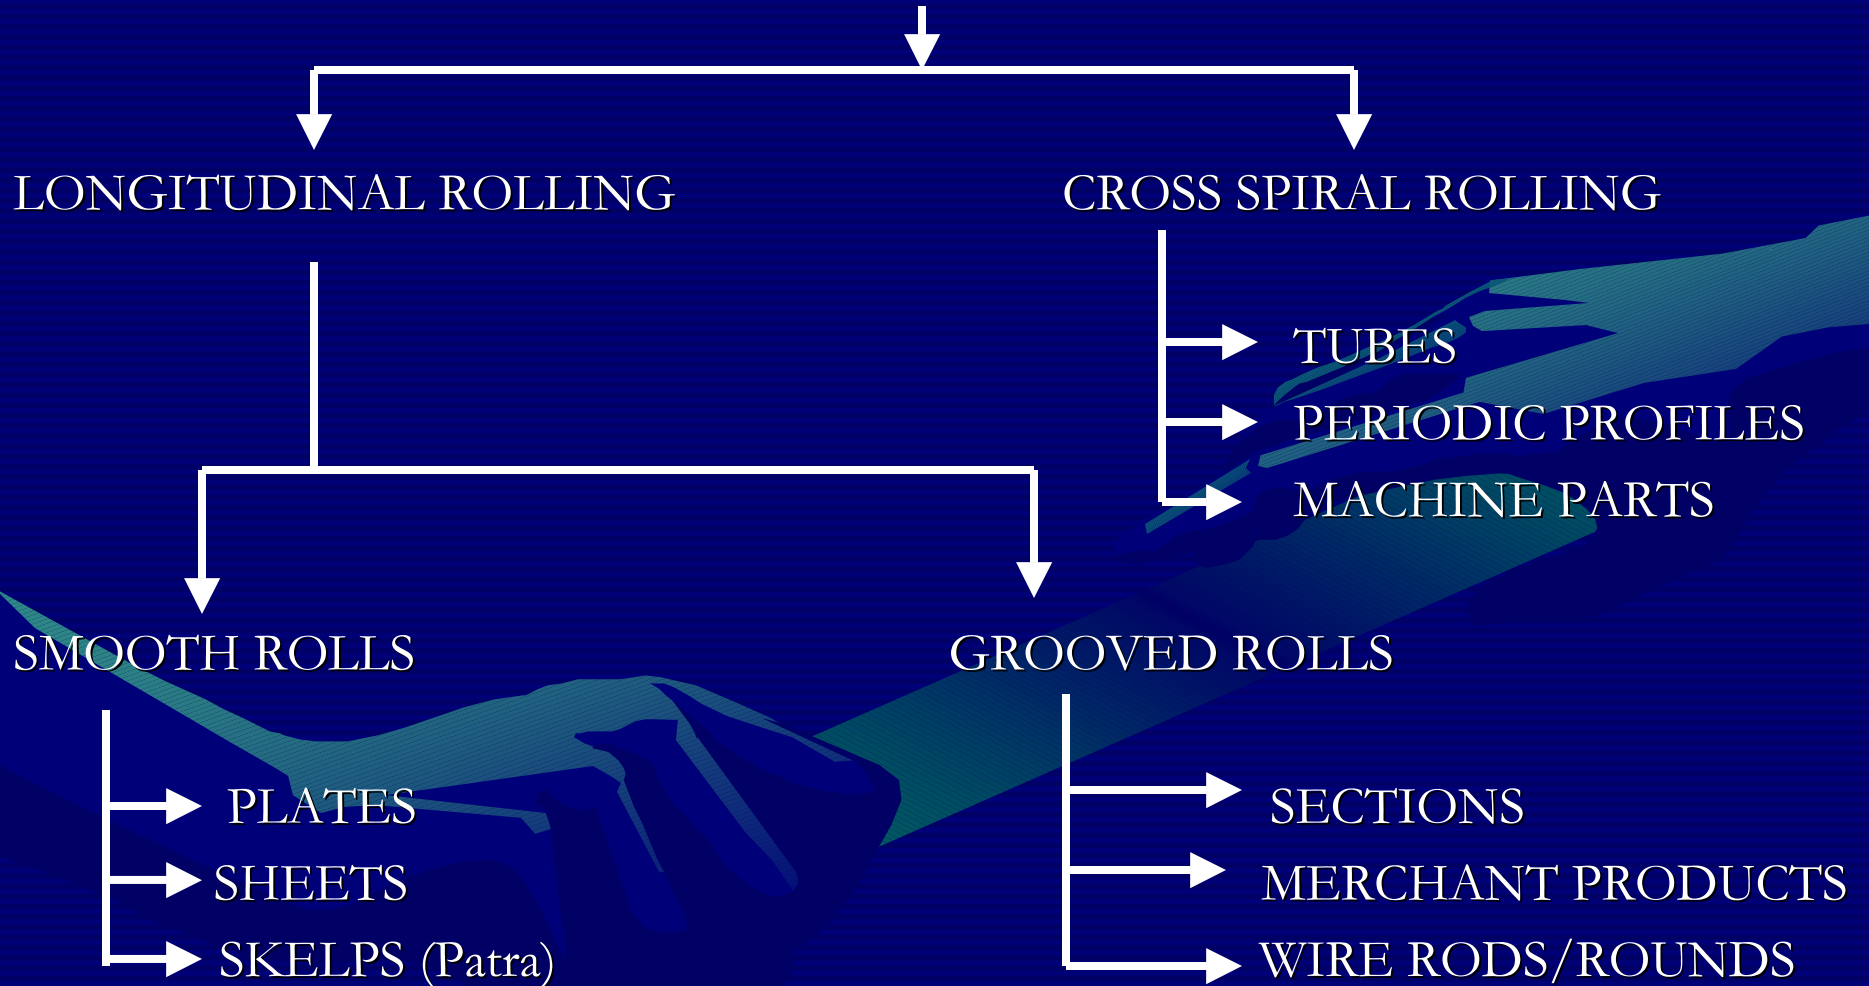 LONGITUDINAL ROLLING
CROSS SPIRAL ROLLING
TUBES
PERIODIC PROFILES
MACHINE PARTS
SMOOTH ROLLS
GROOVED ROLLS
PLATES
SHEETS
SKELPS (Patra)
SECTIONS
MERCHANT PRODUCTS
WIRE RODS/ROUNDS